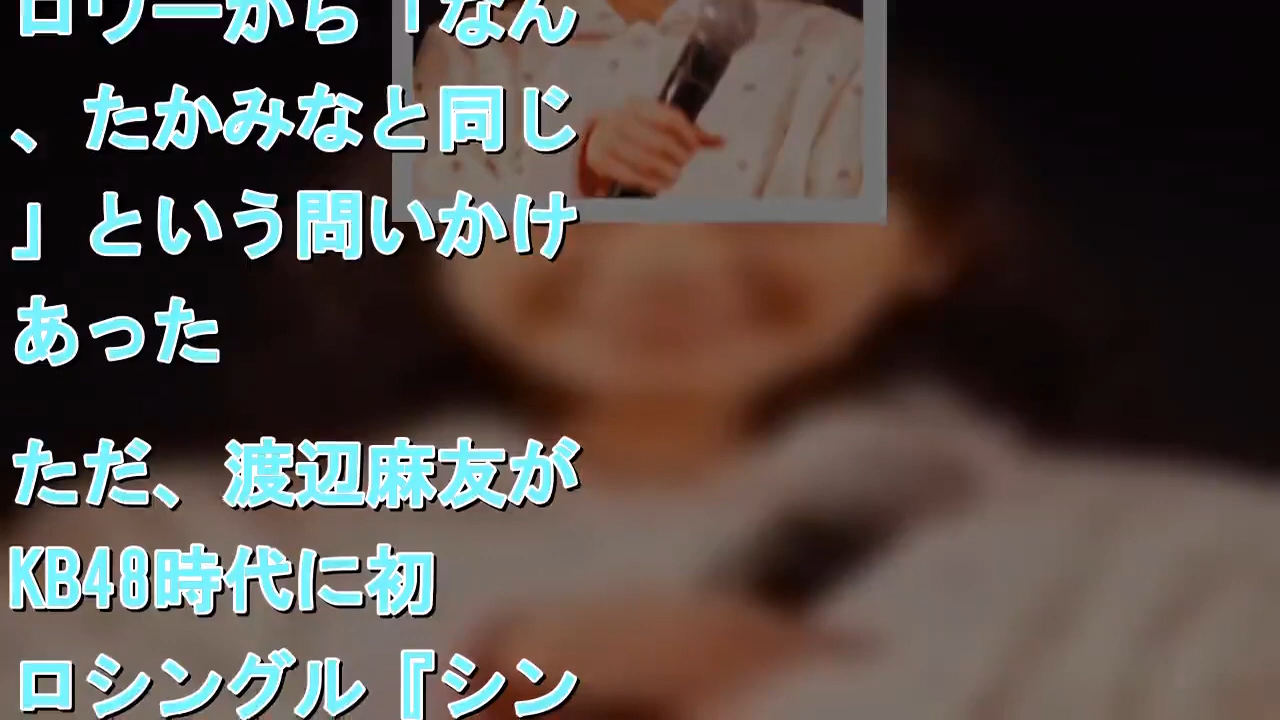 ロワーから「なん
、たかみなと同じ
」という問いかけ
あった
ただ、渡辺麻友が
KB48時代に初
ロシングル『シン